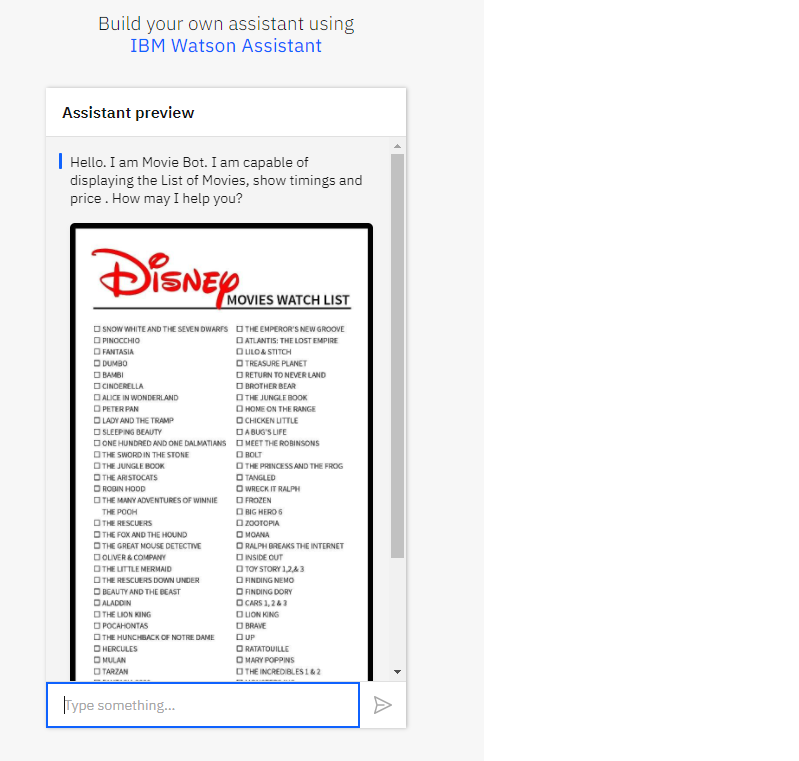 Build your own assistant using
IBM Watson Assistant
Assistant preview
Hello. I am Movie Bot. I am capable of
displaying the List of Movies, show timings and
price . How may I help you?
DISNEY
MOVIES WATCH LIST
SNOW WHITE AND THE SEVEN DWARFS
PINOCCHIO
FANTASIA
DUMBO
BAMBI
CINDERELLA
ALICE IN WONDERLAND
PETER PAN
LADY AND THE TRAMP
SLEEPING BEAUTY
ONE HUNDRED AND ONE DALMATIANS
THE SWORD IN THE STONE
THE JUNGLE BOOK
THE ARISTOCATS
ROBIN HOOD
THE MANY ADVENTURES OF WINNIE
THE POOH
THE RESCUERS
THE FOX AND THE HOUND
THE GREAT MOUSE DETECTIVE
OLIVER & COMPANY
THE LITTLE MERMAID
THE RESCUERS DOWN UNDER
BEAUTY AND THE BEAST
ALADDIN
THE LION KING
POCAHONTAS
THE HUNCHBACK OF NOTRE DAME
HERCULES
MULAN
TARZAN
THE EMPEROR'S NEW GROOVE
ATLANTIS: THE LOST EMPIRE
LILO & STITCH
TREASURE PLANET
RETURN TO NEVER LAND
BROTHER BEAR
THE JUNGLE BOOK
HOME ON THE RANGE
CHICKEN LITTLE
A BUG'S LIFE
MEET THE ROBINSONS
BOLT
THE PRINCESS AND THE FROG
TANGLED
WRECK IT RALPH
FROZEN
BIG HERO 6
ZOOTOPIA
MOANA
RALPH BREAKS THE INTERNET
INSIDE OUT
TOY STORY 1,2,& 3
FINDING NEMO
FINDING DORY
CARS 1, 2 & 3
LION KING
BRAVE
UP
RATATOUILLE
MARY POPPINS
THE INCREDIBLES 1 & 2
Type something...